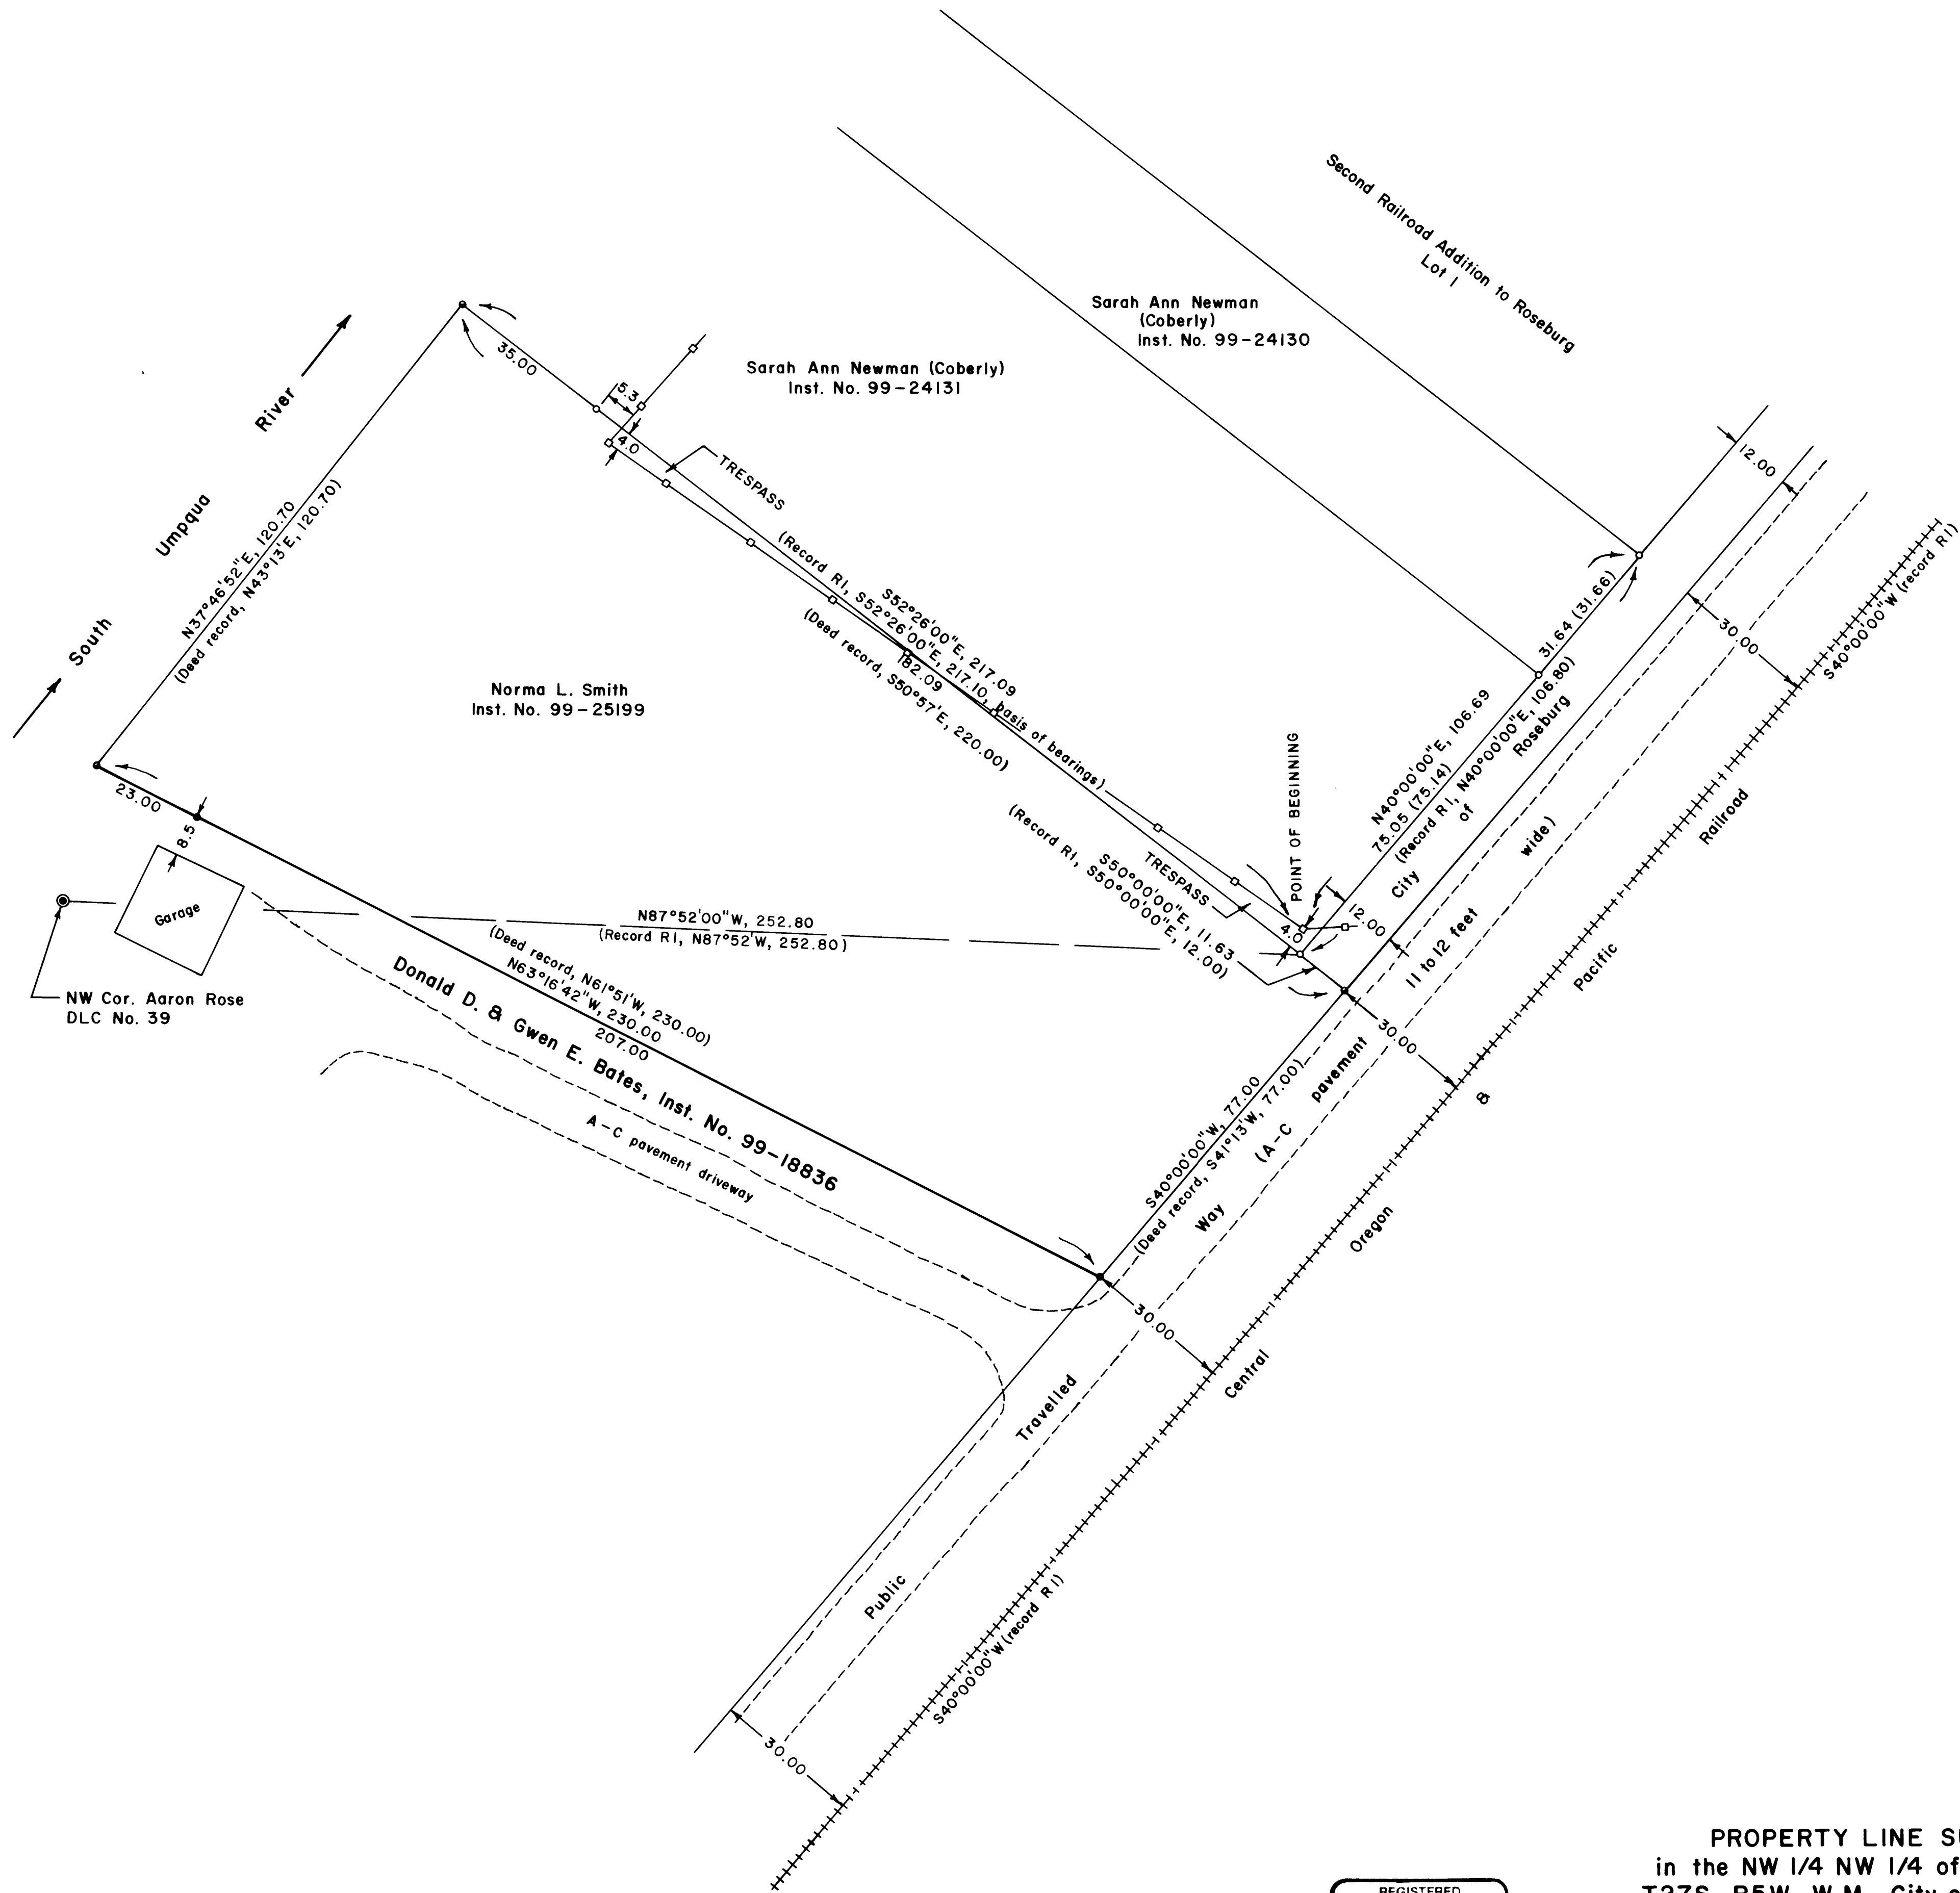 Second Railroad Addition to Roseburg
Lot 1
Sarah Ann Newman
(Coberly)
Inst. No. 99-24130
Sarah Ann Newman (Coberly)
Inst. No. 99-24131
35.00
5.3
4.0
TRESPASS
River
Umpqua
South
N37°46'52"E, 120.70
(Deed record, N43°13'E, 120.70)
S52°26'00"E, 217.09
(Record R1, S52°26'00"E, 217.10, basis of bearings)
182.09
(Deed record, S50°57'E, 220.00)
Norma L. Smith
Inst. No. 99-25199
12.00
31.64 (31.66)
30.00
S40°00'00"W (record R1)
N40°00'00"E, 106.69
75.05 (75.14)
(Record R1, N40°00'00"E, 106.80)
City of Roseburg
POINT OF BEGINNING
TRESPASS
S50°00'00"E, 11.63
(Record R1, S50°00'00"E, 12.00)
4.0
12.00
30.00
23.00
8.5
Garage
NW Cor. Aaron Rose
DLC No. 39
N87°52'00"W, 252.80
(Record R1, N87°52'W, 252.80)
(Deed record, N61°51'W, 230.00)
N63°16'42"W, 230.00
207.00
Donald D. & Gwen E. Bates, Inst. No. 99-18836
A-C pavement driveway
S40°00'00"W, 77.00
(Deed record, S41°13'W, 77.00)
Public Travelled Way
(A-C pavement 11 to 12 feet wide)
Central Oregon & Pacific Railroad
30.00
S40°00'00"W (record R1)
30.00
PROPERTY LINE S
in the NW 1/4 NW 1/4 of
REGISTERED